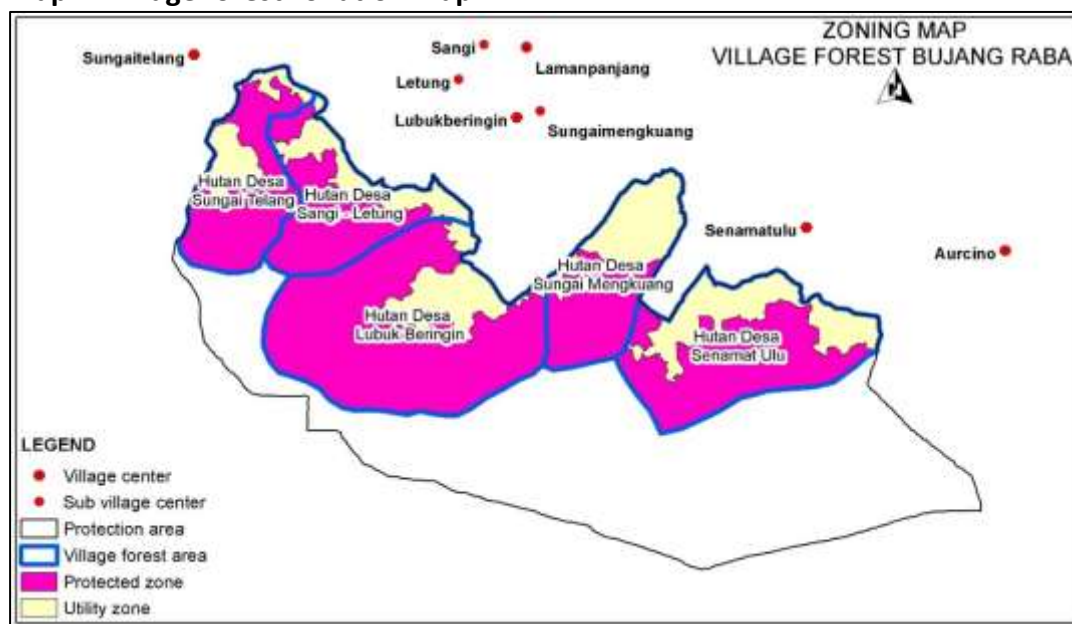 ZONING MAP
VILLAGE FOREST BUJANG RABA
Sungaitelang
Sangi
Lamanpanjang
Letung
Lubukberingin
Sungaimengkuang
Hutan Desa
Sungai Telang
Hutan Desa
Sangi - Letung
Senamatulu
Aurcino
Hutan Desa
Sungai Mengkuang
Hutan Desa
Lubuk Beringin
Hutan Desa
Senamat Ulu
LEGEND
Village center
Sub village center
Protection area
Village forest area
Protected zone
Utility zone